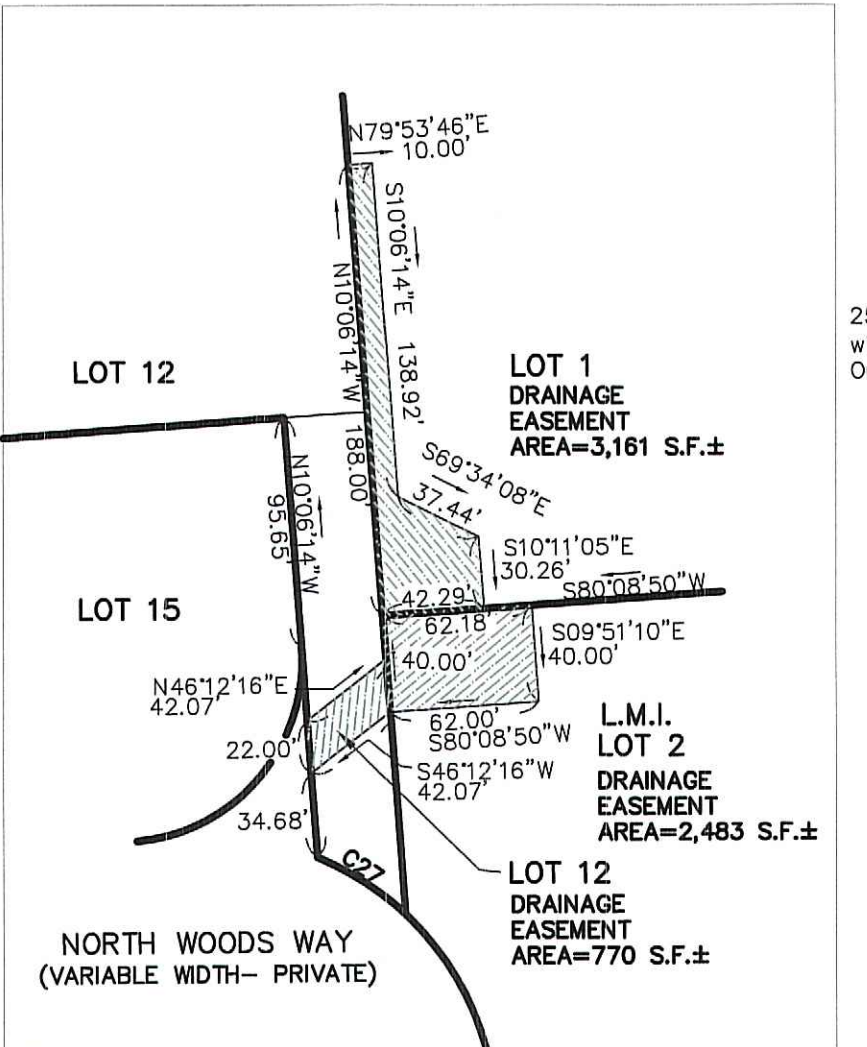 N79°53'46"E
10.00'
S10°06'14"E 138.92'
N10°06'14"W 188.00'
LOT 12
LOT 1
DRAINAGE
EASEMENT
AREA=3,161 S.F.±
S69°34'08"E
37.44'
N10°06'14"W
95.65'
S10°11'05"E
30.26'
S80°08'50"W
42.29'
62.18'
LOT 15
S09°51'10"E
40.00'
40.00'
N46°12'16"E
42.07'
62.00'
S80°08'50"W
L.M.I.
LOT 2
DRAINAGE
EASEMENT
AREA=2,483 S.F.±
22.00'
S46°12'16"W
42.07'
34.68'
C27
LOT 12
DRAINAGE
EASEMENT
AREA=770 S.F.±
NORTH WOODS WAY
(VARIABLE WIDTH– PRIVATE)
25
w